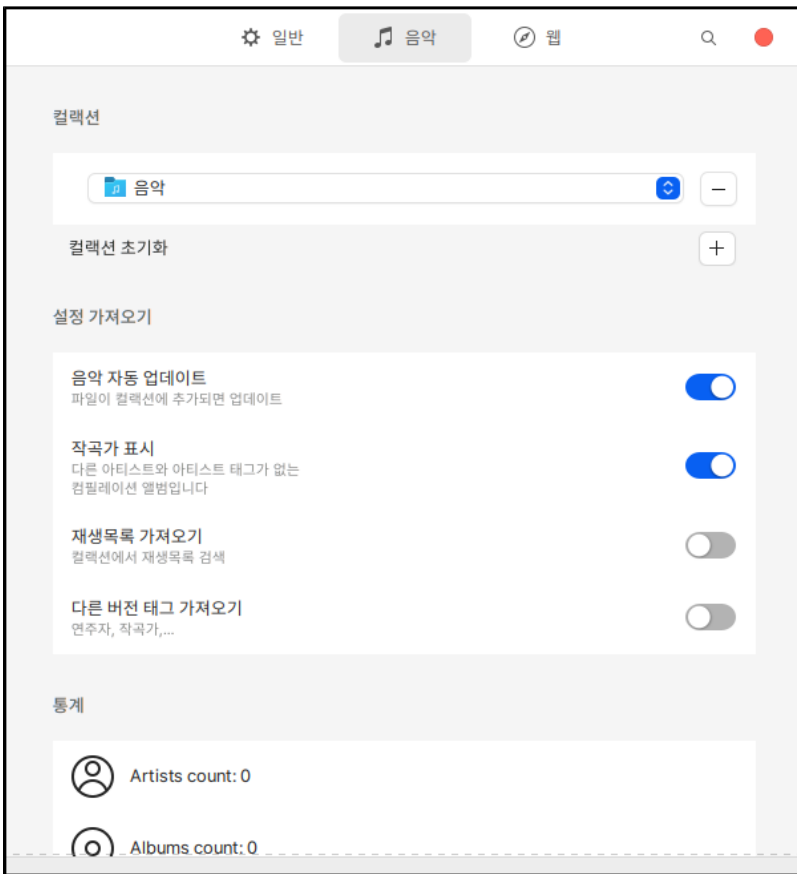 일반 음악 웹
컬랙션
음악
컬랙션 초기화
설정 가져오기
음악 자동 업데이트
파일이 컬랙션에 추가되면 업데이트
작곡가 표시
다른 아티스트와 아티스트 태그가 없는
컴필레이션 앨범입니다
재생목록 가져오기
컬랙션에서 재생목록 검색
다른 버전 태그 가져오기
연주자, 작곡가,...
통계
Artists count: 0
Albums count: 0